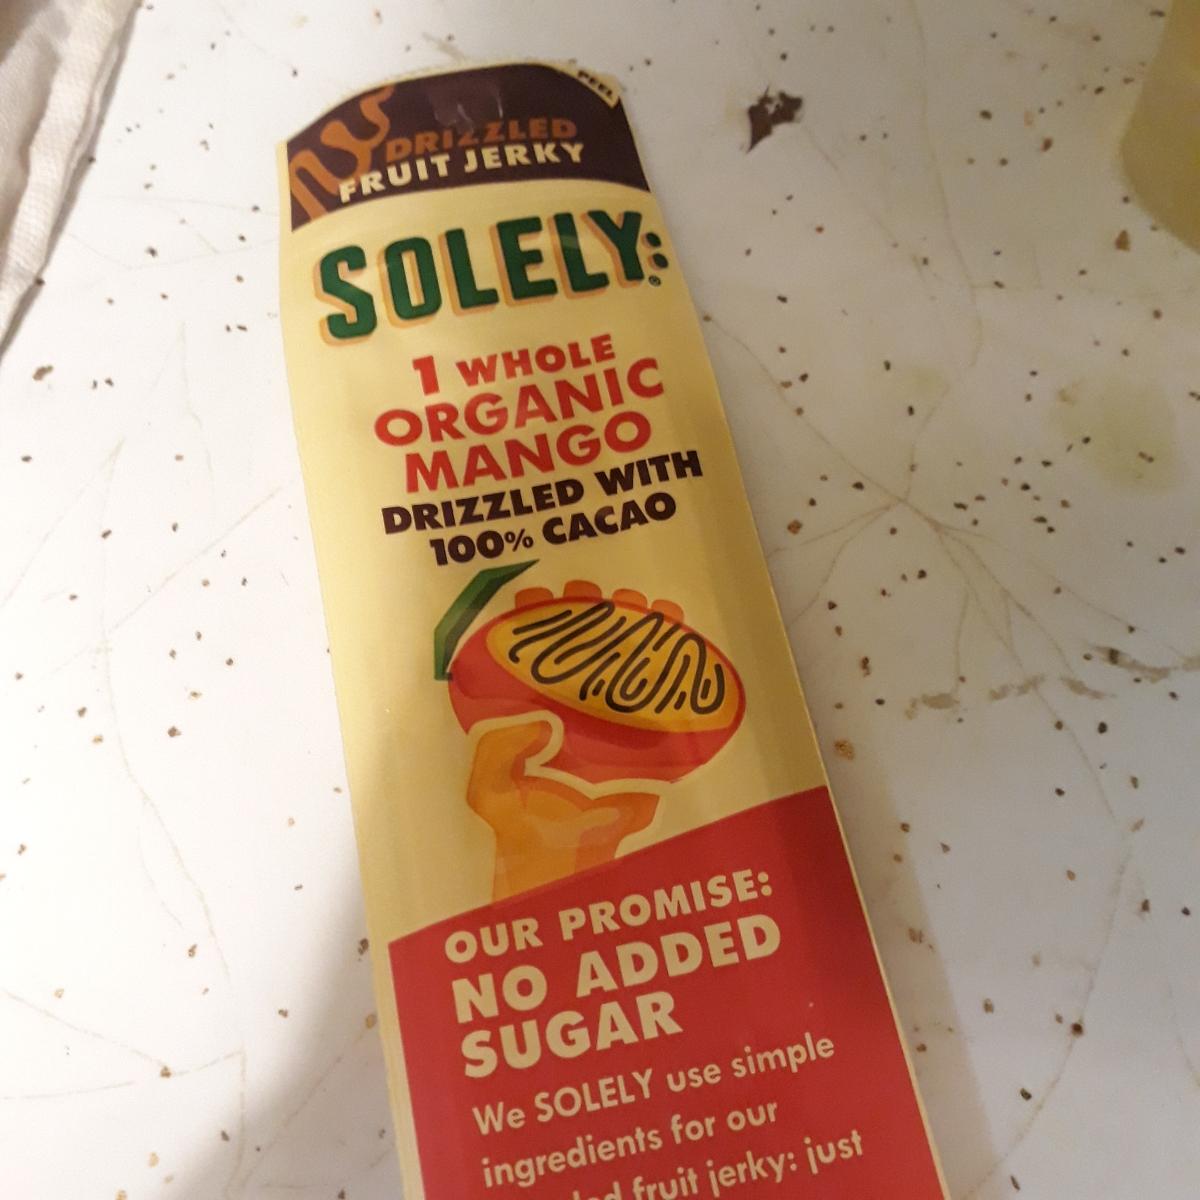 PEEL
DRIZZLED
FRUIT JERKY
SOLELY:®
1 WHOLE
ORGANIC
MANGO
DRIZZLED WITH
100% CACAO
OUR PROMISE:
NO ADDED
SUGAR
We SOLELY use simple
ingredients for our
fruit jerky: just